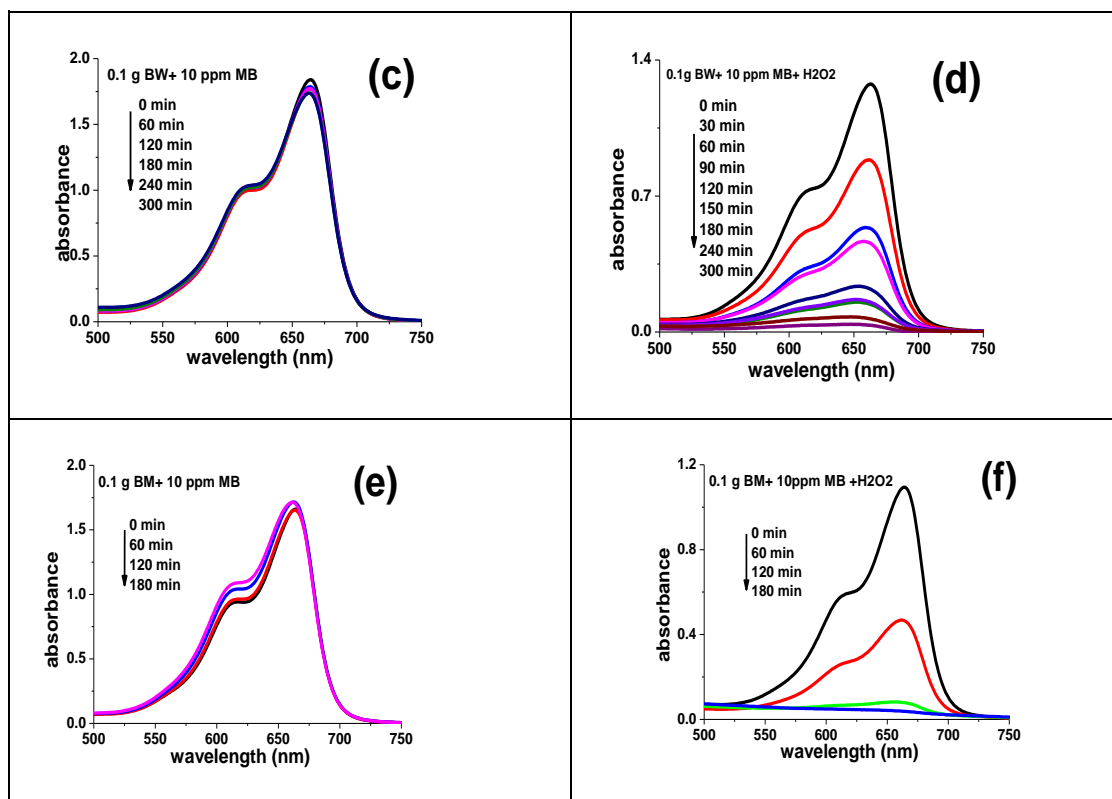 (c)
0.1 g BW+ 10 ppm MB
0 min
60 min
120 min
180 min
240 min
300 min
2.0
1.5
1.0
0.5
0.0
absorbance
500 550 600 650 700 750
wavelength (nm)
(d)
0.1g BW+ 10 ppm MB+ H2O2
0 min
30 min
60 min
90 min
120 min
150 min
180 min
240 min
300 min
1.4
0.7
0.0
absorbance
500 550 600 650 700 750
wavelength (nm)
(e)
0.1 g BM+ 10 ppm MB
0 min
60 min
120 min
180 min
2.0
1.5
1.0
0.5
0.0
absorbance
500 550 600 650 700 750
wavelength (nm)
(f)
0.1 g BM+ 10ppm MB +H2O2
0 min
60 min
120 min
180 min
1.2
0.8
0.4
0.0
absorbance
500 550 600 650 700 750
wavelength (nm)